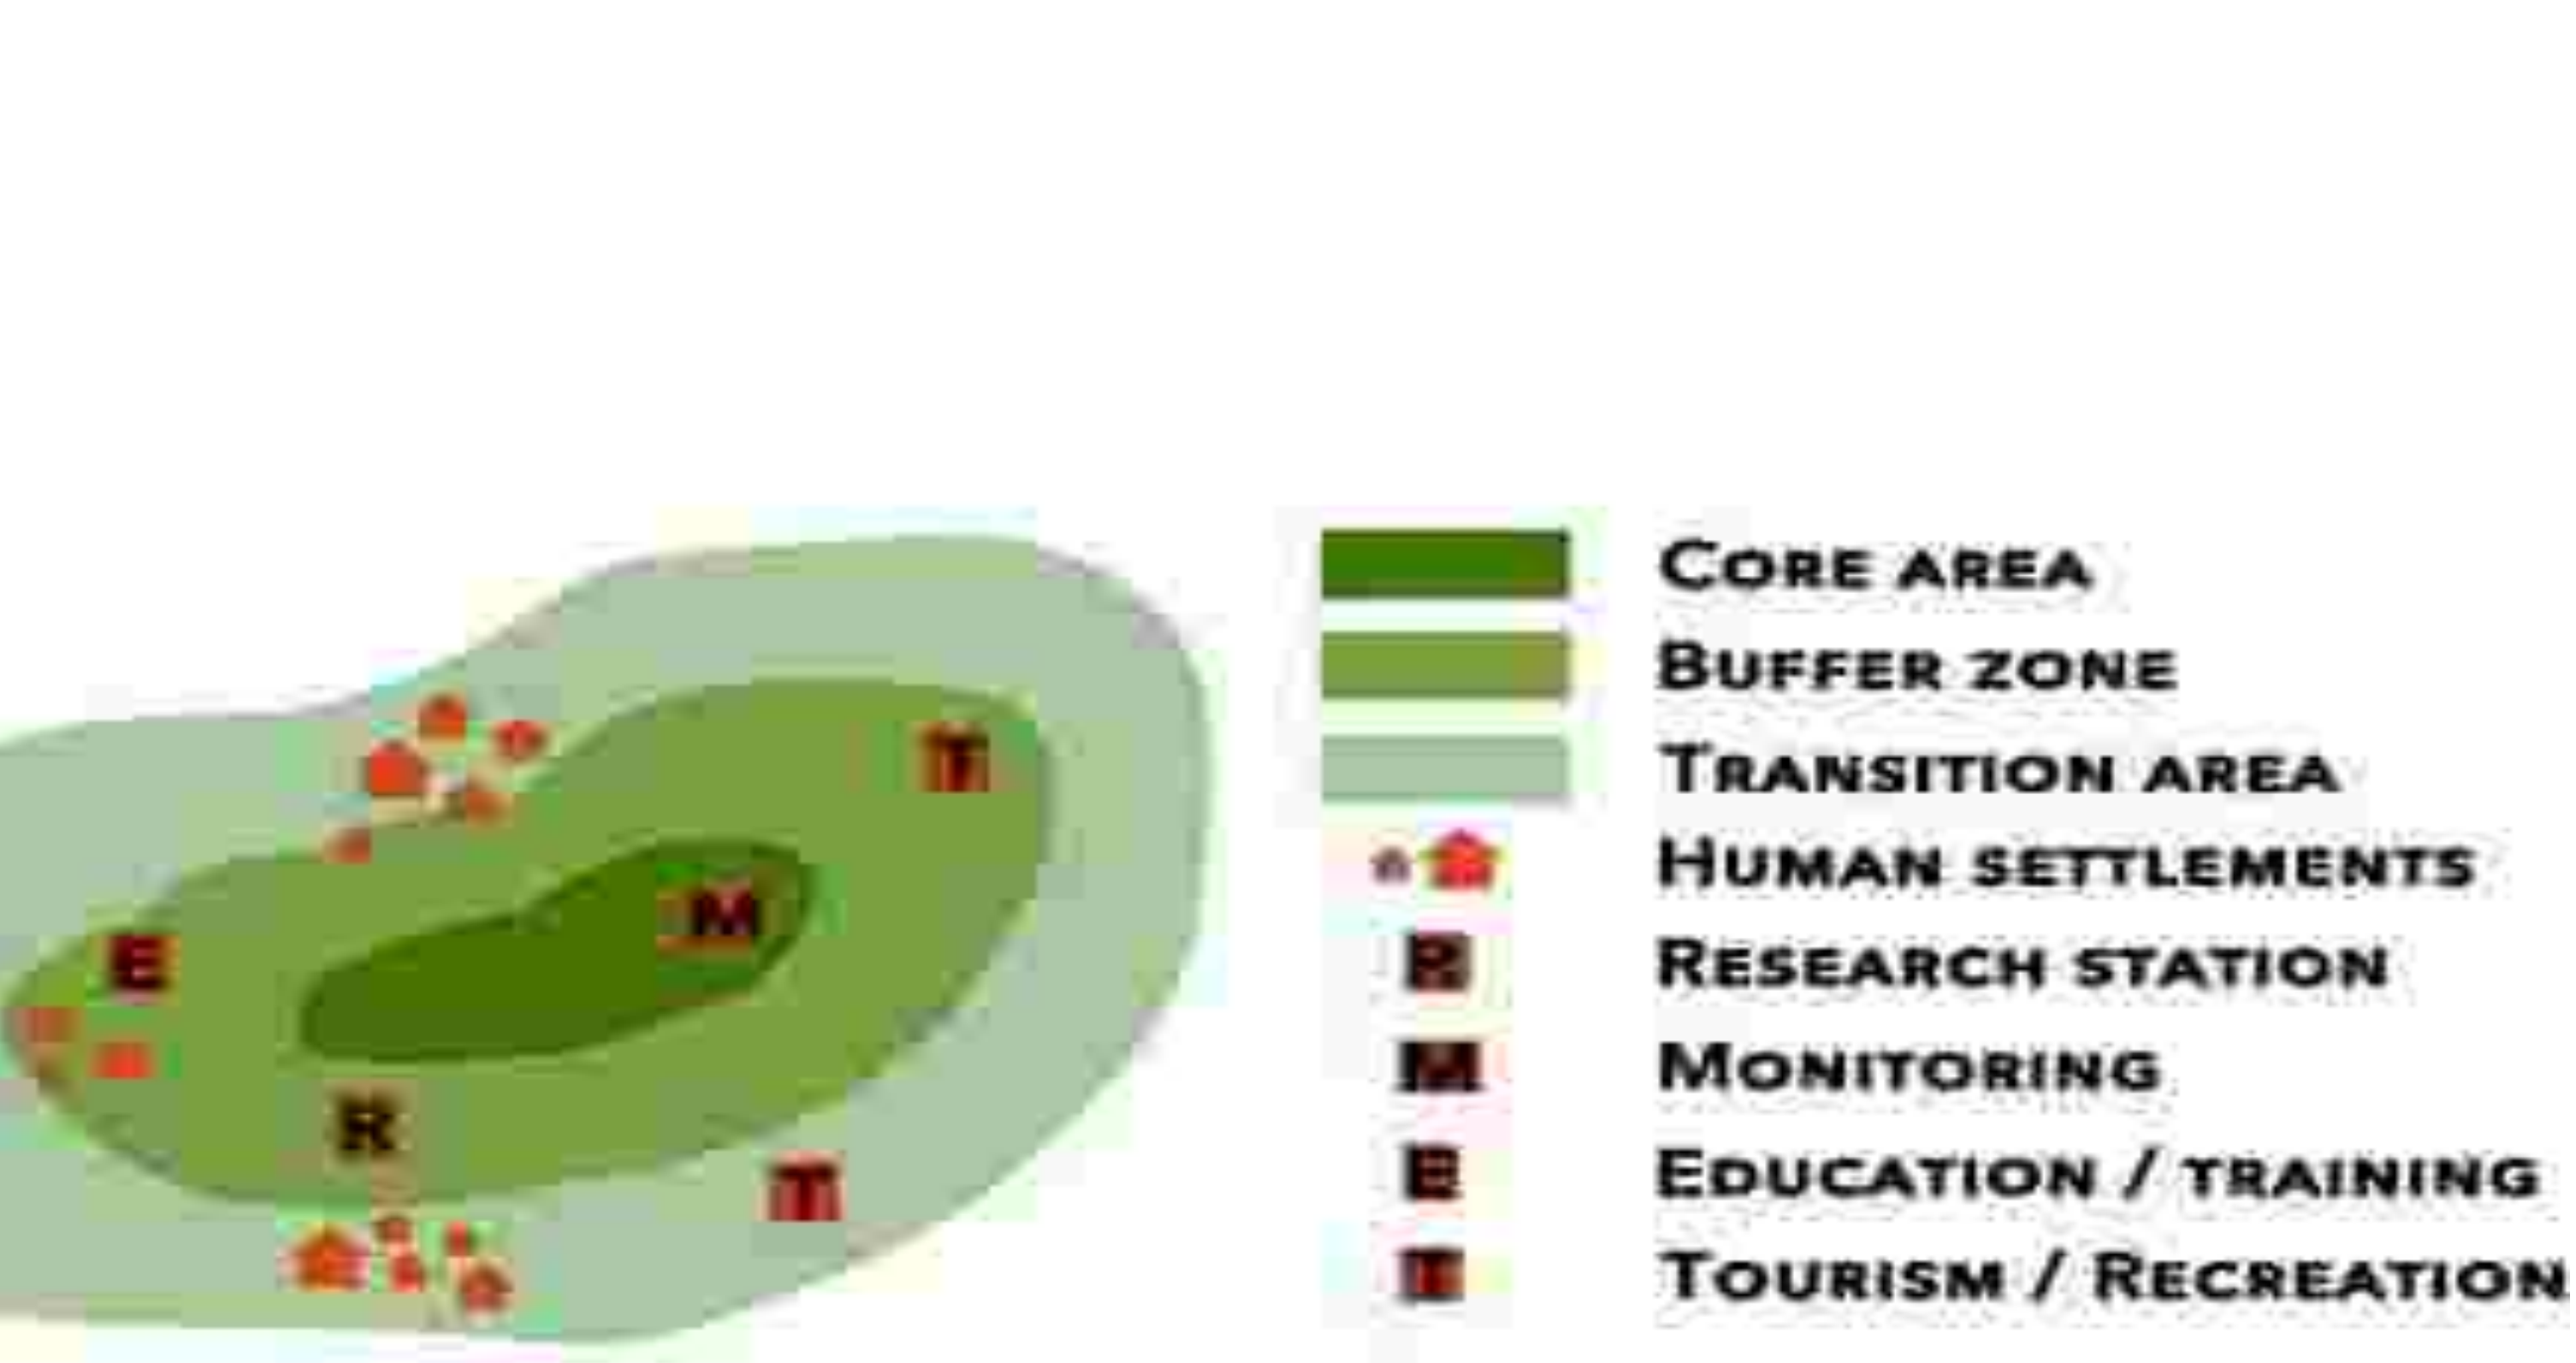 Core area
Buffer zone
Transition area
Human settlements
R Research station
M Monitoring
E Education / training
T Tourism / Recreation
T
M
E
R
T